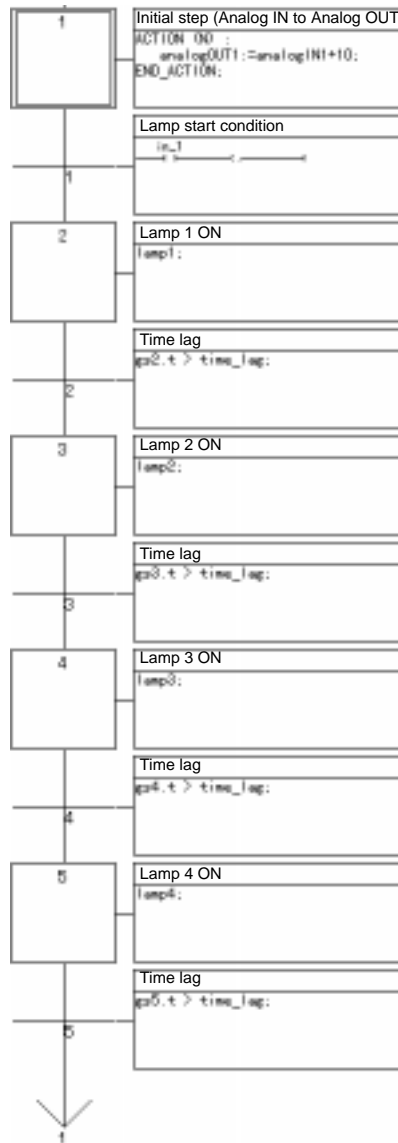 1
Initial step (Analog IN to Analog OUT
ACTION (N) :
analogOUT1:=analogIN1+10;
END_ACTION;
Lamp start condition
in_1
1
2
Lamp 1 ON
lamp1;
Time lag
gs2.t > time_lag;
2
3
Lamp 2 ON
lamp2;
Time lag
gs3.t > time_lag;
3
4
Lamp 3 ON
lamp3;
Time lag
gs4.t > time_lag;
4
5
Lamp 4 ON
lamp4;
Time lag
gs5.t > time_lag;
5
1